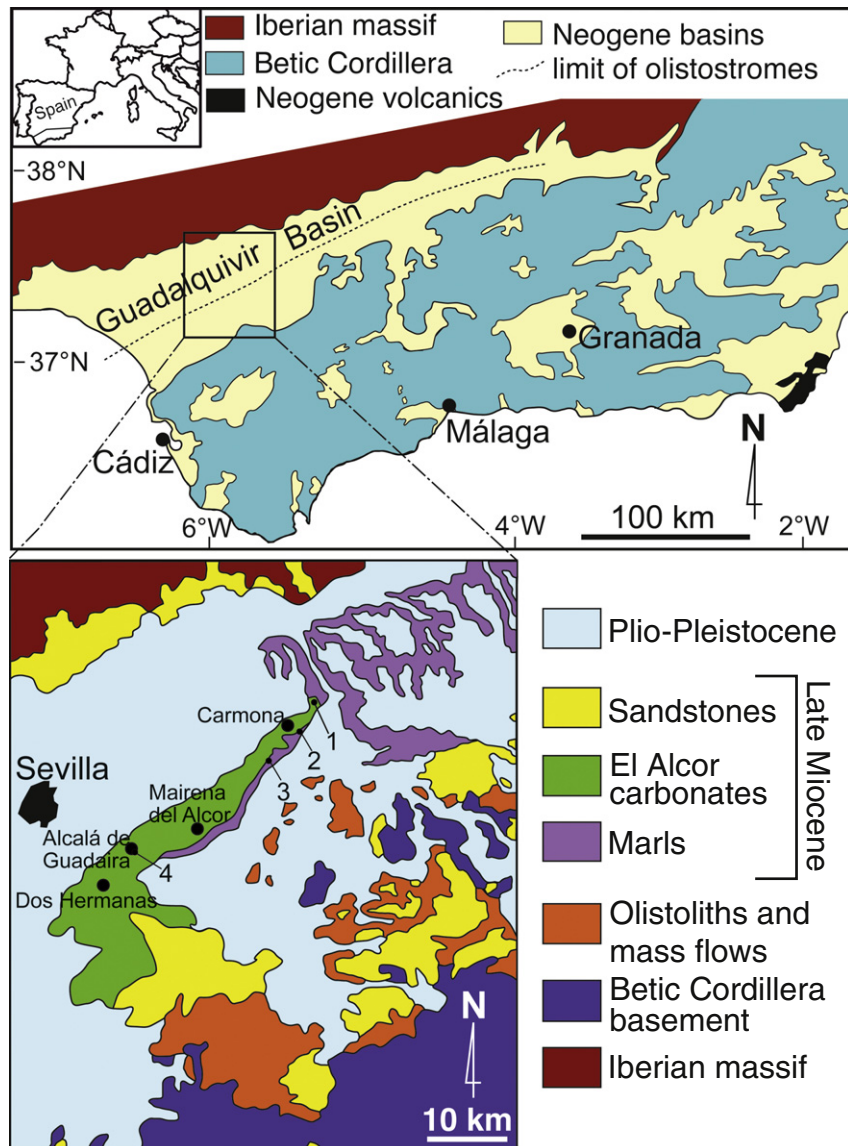 Spain
Iberian massif
Betic Cordillera
Neogene volcanics
Neogene basins
limit of olistostromes
38°N
37°N
Guadalquivir Basin
Granada
Málaga
Cádiz
N
100 km
6°W
4°W
2°W
Carmona
1
2
3
Sevilla
Mairena
del Alcor
Alcalá de
Guadaira
4
Dos Hermanas
N
10 km
Plio-Pleistocene
Sandstones
El Alcor
carbonates
Marls
Late Miocene
Olistoliths and
mass flows
Betic Cordillera
basement
Iberian massif